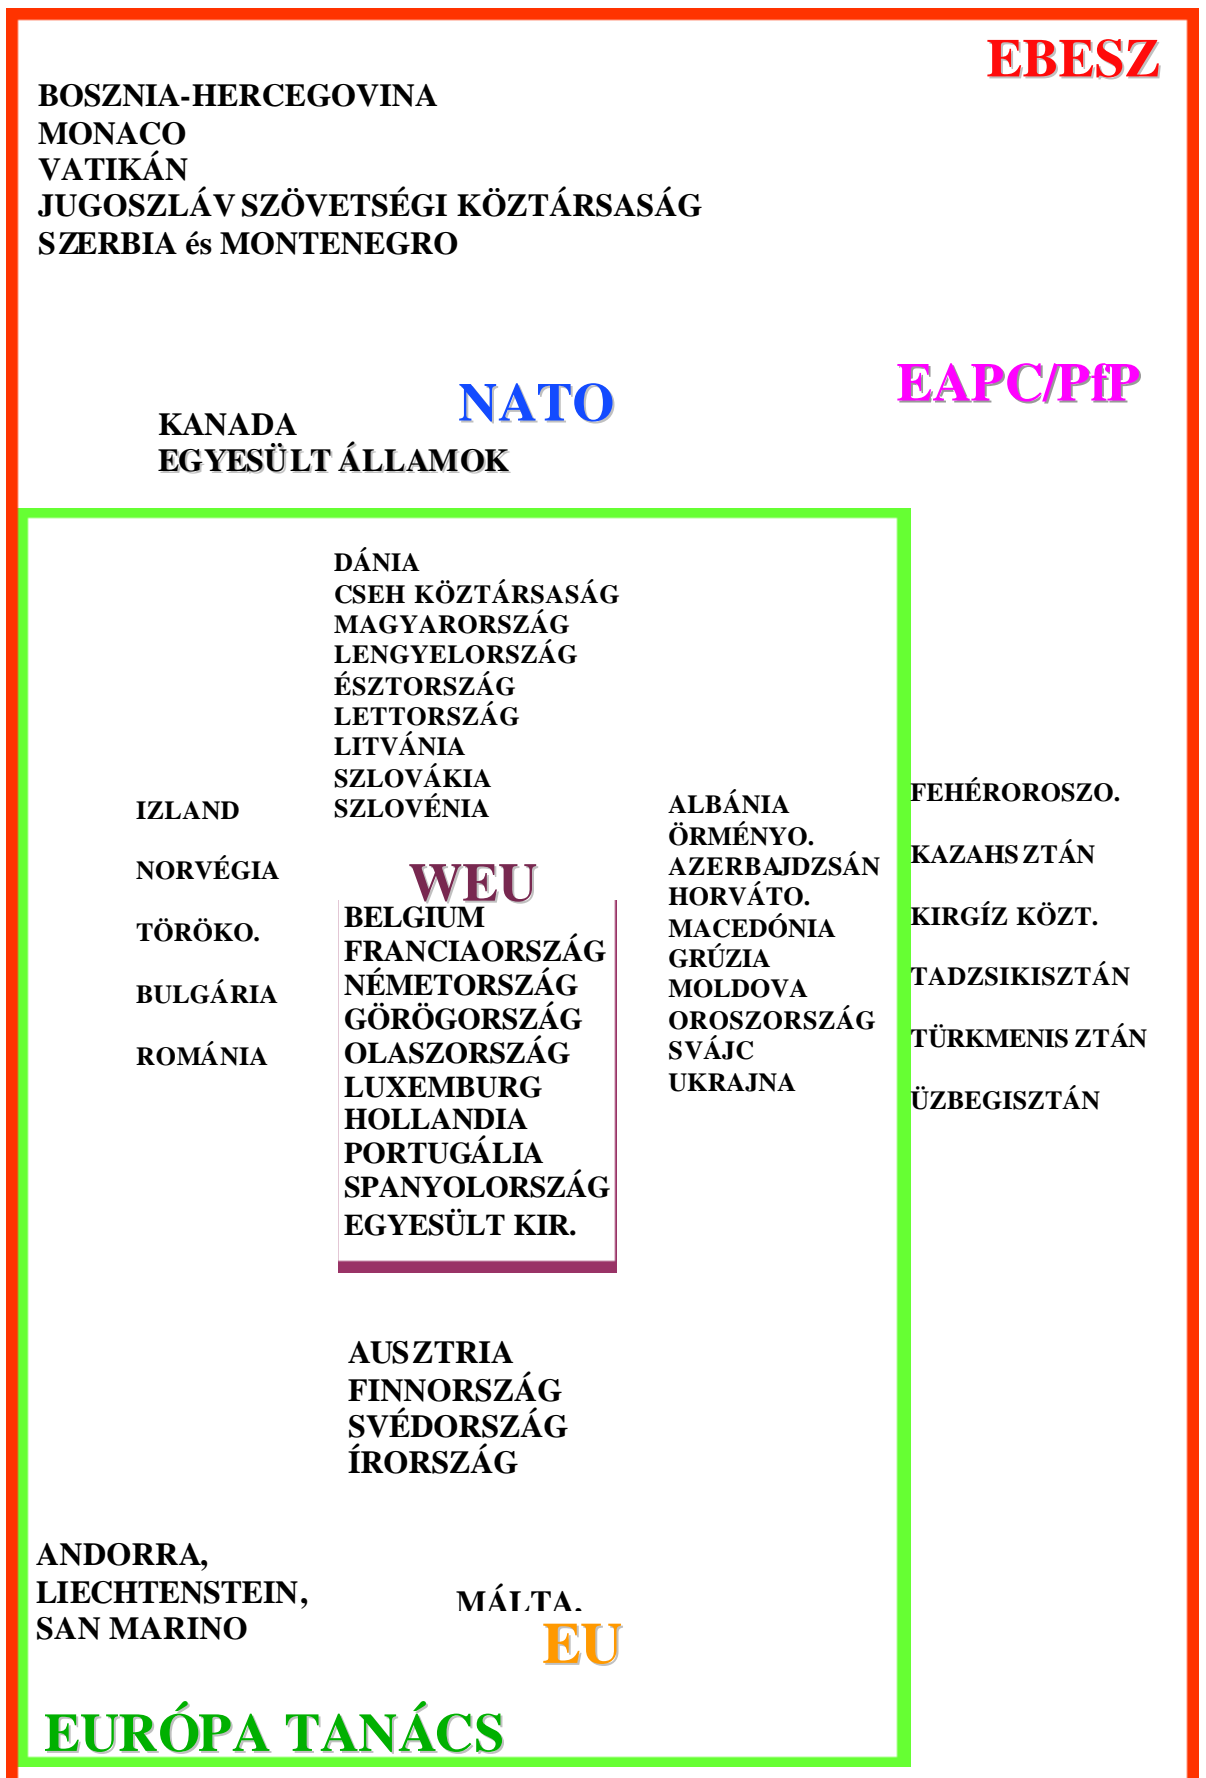 EBESZ
BOSZNIA-HERCEGOVINA
MONACO
VATIKÁN
JUGOSZLÁV SZÖVETSÉGI KÖZTÁRSASÁG
SZERBIA és MONTENEGRO
EAPC/PfP
NATO
KANADA
EGYESÜLT ÁLLAMOK
DÁNIA
CSEH KÖZTÁRSASÁG
MAGYARORSZÁG
LENGYELORSZÁG
ÉSZTORSZÁG
LETTORSZÁG
LITVÁNIA
SZLOVÁKIA
SZLOVÉNIA
IZLAND
NORVÉGIA
TÖRÖKO.
BULGÁRIA
ROMÁNIA
WEU
BELGIUM
FRANCIAORSZÁG
NÉMETORSZÁG
GÖRÖGORSZÁG
OLASZORSZÁG
LUXEMBURG
HOLLANDIA
PORTUGÁLIA
SPANYOLORSZÁG
EGYESÜLT KIR.
ALBÁNIA
ÖRMÉNYO.
AZERBAJDZSÁN
HORVÁTO.
MACEDÓNIA
GRÚZIA
MOLDOVA
OROSZORSZÁG
SVÁJC
UKRAJNA
FEHÉROROSZO.
KAZAHSZTÁN
KIRGÍZ KÖZT.
TADZSIKISZTÁN
TÜRKMENISZTÁN
ÜZBEGISZTÁN
AUSZTRIA
FINNORSZÁG
SVÉDORSZÁG
ÍRORSZÁG
ANDORRA,
LIECHTENSTEIN,
SAN MARINO
MÁLTA,
EU
EURÓPA TANÁCS